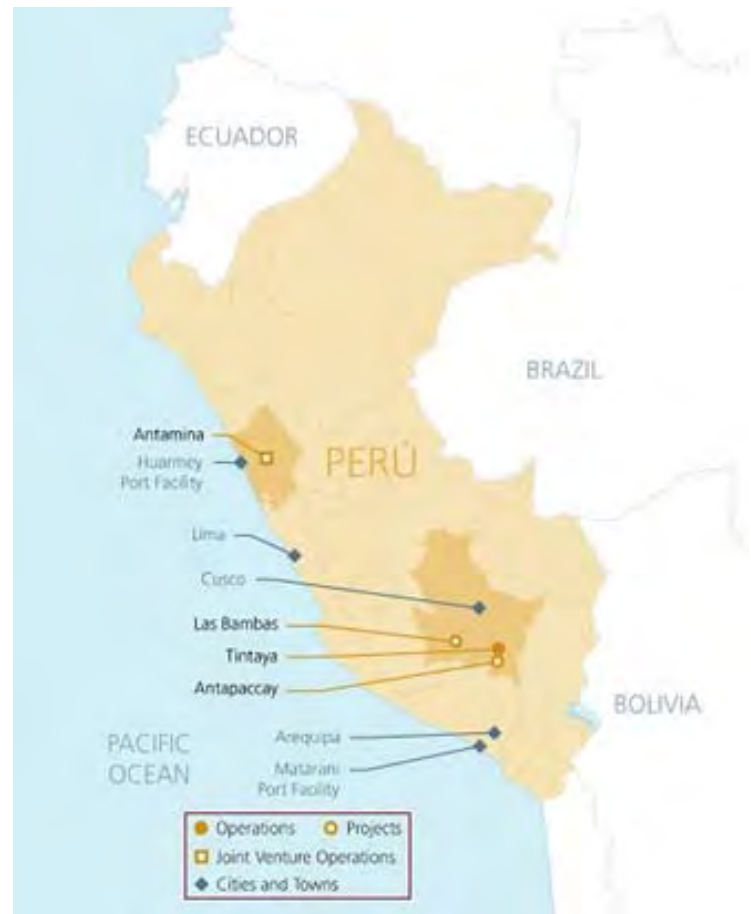 ECUADOR
BRAZIL
Antamina
Huarmey
Port Facility
PERÚ
Lima
Cusco
Las Bambas
Tintaya
Antapaccay
BOLIVIA
PACIFIC
OCEAN
Arequipa
Matarani
Port Facility
Operations
Projects
Joint Venture Operations
Cities and Towns